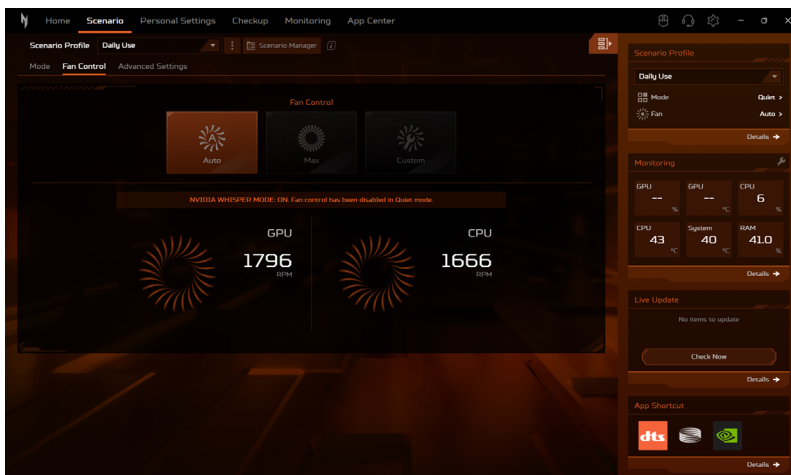 Home Scenario Personal Settings Checkup Monitoring App Center
Scenario Profile Daily Use Scenario Manager
Mode Fan Control Advanced Settings
Fan Control
Auto Max Custom
NVIDIA WHISPER MODE: ON. Fan control has been disabled in Quiet mode.
GPU
1796
RPM
CPU
1666
RPM
Scenario Profile
Daily Use
Mode Quiet >
Fan Auto >
Details
Monitoring
GPU GPU CPU
-- -- 6
% °C %
CPU System RAM
43 40 41.0
°C °C %
Details
Live Update
No items to update
Check Now
Details
App Shortcut
dts
Details